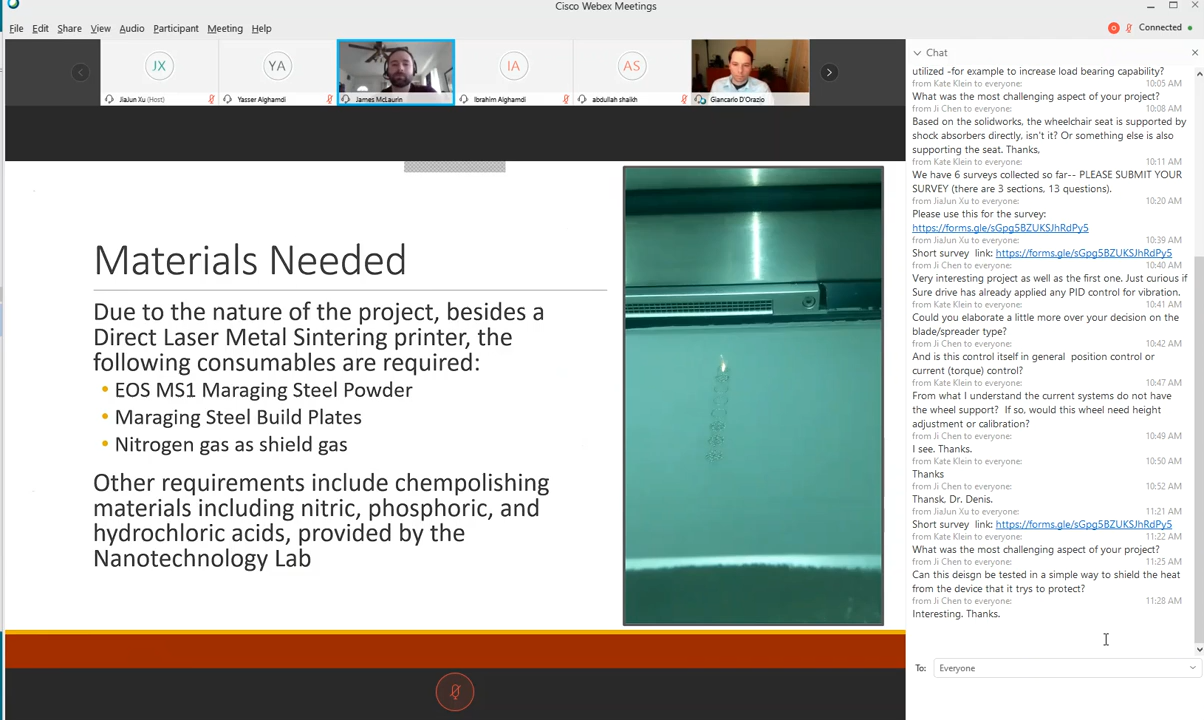 Cisco Webex Meetings
File Edit Share View Audio Participant Meeting Help
Connected
JX
YA
IA
AS
JiaJun Xu (Host)
Yasser Alghamdi
James McLaurin
Ibrahim Alghamdi
abdullah shaikh
Giancarlo D'Orazio
Materials Needed
Due to the nature of the project, besides a
Direct Laser Metal Sintering printer, the
following consumables are required:
• EOS MS1 Maraging Steel Powder
• Maraging Steel Build Plates
• Nitrogen gas as shield gas
Other requirements include chempolishing
materials including nitric, phosphoric, and
hydrochloric acids, provided by the
Nanotechnology Lab
Chat
utilized -for example to increase load bearing capability?
from Kate Klein to everyone: 10:05 AM
What was the most challenging aspect of your project?
from Ji Chen to everyone: 10:08 AM
Based on the solidworks, the wheelchair seat is supported by
shock absorbers directly, isn't it? Or something else is also
supporting the seat. Thanks,
from Kate Klein to everyone: 10:11 AM
We have 6 surveys collected so far-- PLEASE SUBMIT YOUR
SURVEY (there are 3 sections, 13 questions).
from JiaJun Xu to everyone: 10:20 AM
Please use this for the survey:
https://forms.gle/sGpg5BZUKSJhRdPy5
from JiaJun Xu to everyone: 10:39 AM
Short survey link: https://forms.gle/sGpg5BZUKSJhRdPy5
from Ji Chen to everyone: 10:40 AM
Very interesting project as well as the first one. Just curious if
Sure drive has already applied any PID control for vibration.
from Kate Klein to everyone: 10:41 AM
Could you elaborate a little more over your decision on the
blade/spreader type?
from Ji Chen to everyone: 10:42 AM
And is this control itself in general position control or
current (torque) control?
from Kate Klein to everyone: 10:47 AM
From what I understand the current systems do not have
the wheel support? If so, would this wheel need height
adjustment or calibration?
from Ji Chen to everyone: 10:49 AM
I see. Thanks.
from Kate Klein to everyone: 10:50 AM
Thanks
from Ji Chen to everyone: 10:52 AM
Thansk, Dr. Denis.
from JiaJun Xu to everyone: 11:21 AM
Short survey link: https://forms.gle/sGpg5BZUKSJhRdPy5
from Kate Klein to everyone: 11:22 AM
What was the most challenging aspect of your project?
from Ji Chen to everyone: 11:25 AM
Can this deisgn be tested in a simple way to shield the heat
from the device that it trys to protect?
from Ji Chen to everyone: 11:28 AM
Interesting. Thanks.
To: Everyone